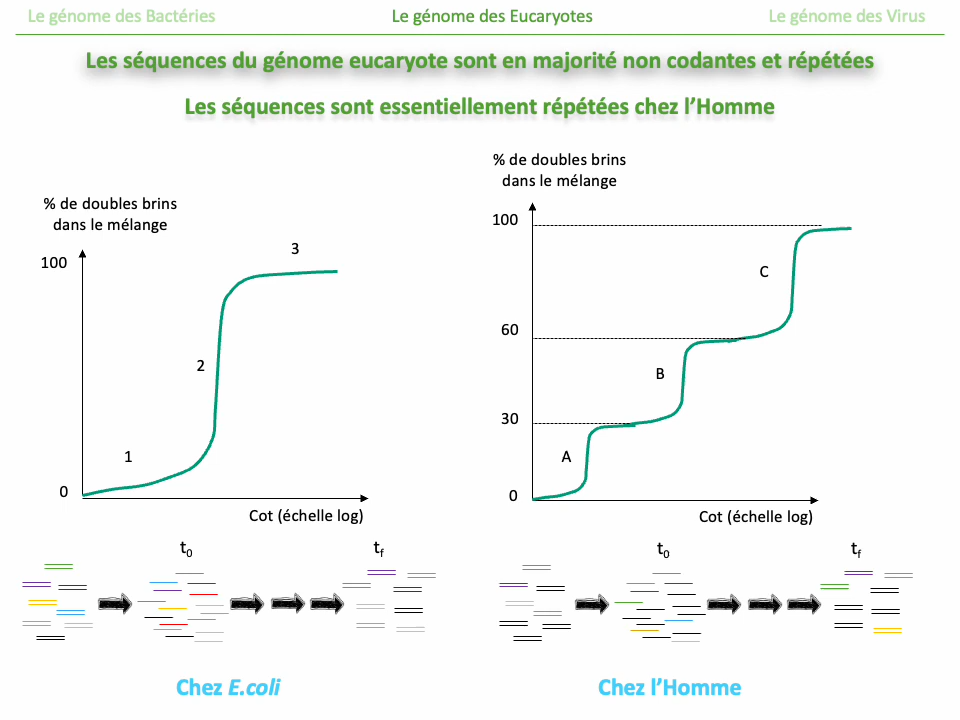 Le génome des Bactéries
Le génome des Eucaryotes
Le génome des Virus
Les séquences du génome eucaryote sont en majorité non codantes et répétées
Les séquences sont essentiellement répétées chez l’Homme
% de doubles brins
dans le mélange
100
3
2
1
0
Cot (échelle log)
t0
tf
Chez E.coli
% de doubles brins
dans le mélange
100
C
60
B
30
A
0
Cot (échelle log)
t0
tf
Chez l’Homme